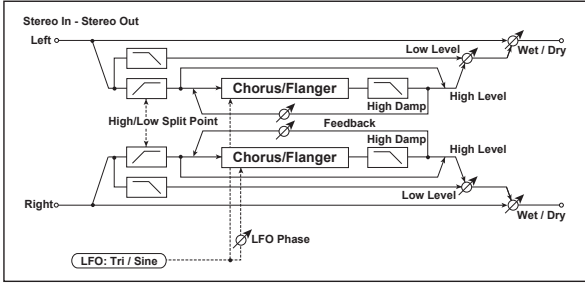 Stereo In - Stereo Out
Left
Wet / Dry
Low Level
Chorus/Flanger
High Damp
High Level
High/Low Split Point
Feedback
High Damp
High Level
Chorus/Flanger
Low Level
Right
Wet / Dry
LFO Phase
LFO: Tri / Sine